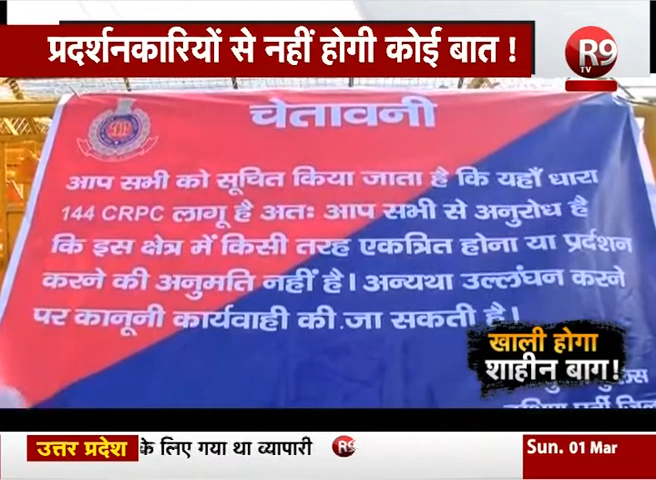 प्रदर्शनकारियों से नहीं होगी कोई बात !
R9
TV
चेतावनी
आप सभी को सूचित किया जाता है कि यहाँ धारा
144 CRPC लागू है अतः आप सभी से अनुरोध है
कि इस क्षेत्र में किसी तरह एकत्रित होना या प्रर्दशन
करने की अनुमति नहीं है। अन्यथा उल्लंघन करने
पर कानूनी कार्यवाही की.जा सकती है।
खाली होगा
शाहीन बाग!
उत्तर प्रदेश के लिए गया था व्यापारी R9 Sun. 01 Mar